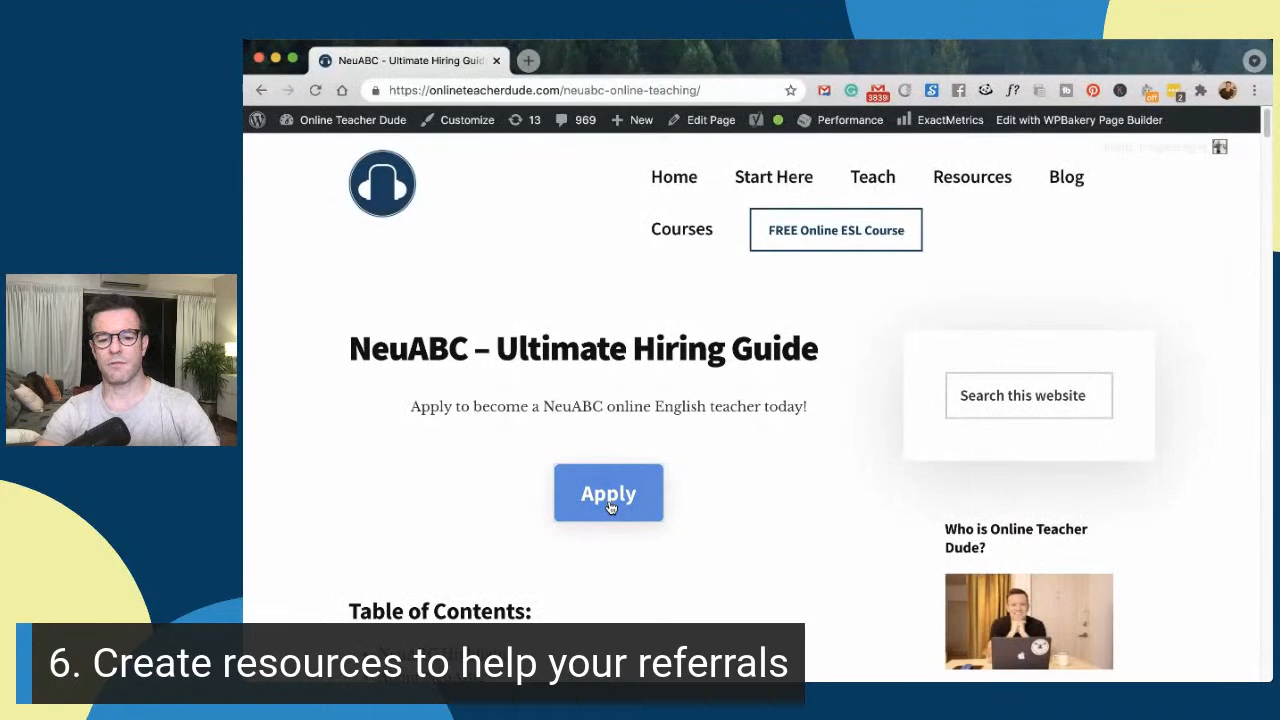 NeuABC - Ultimate Hiring Guid
https://onlineteacherdude.com/neuabc-online-teaching/
3839
f?
off
2
Online Teacher Dude
Customize
13
969
New
Edit Page
Performance
ExactMetrics
Edit with WPBakery Page Builder
Home
Start Here
Teach
Resources
Blog
Courses
FREE Online ESL Course
NeuABC – Ultimate Hiring Guide
Apply to become a NeuABC online English teacher today!
Search this website
Apply
Who is Online Teacher
Dude?
Table of Contents:
6. Create resources to help your referrals